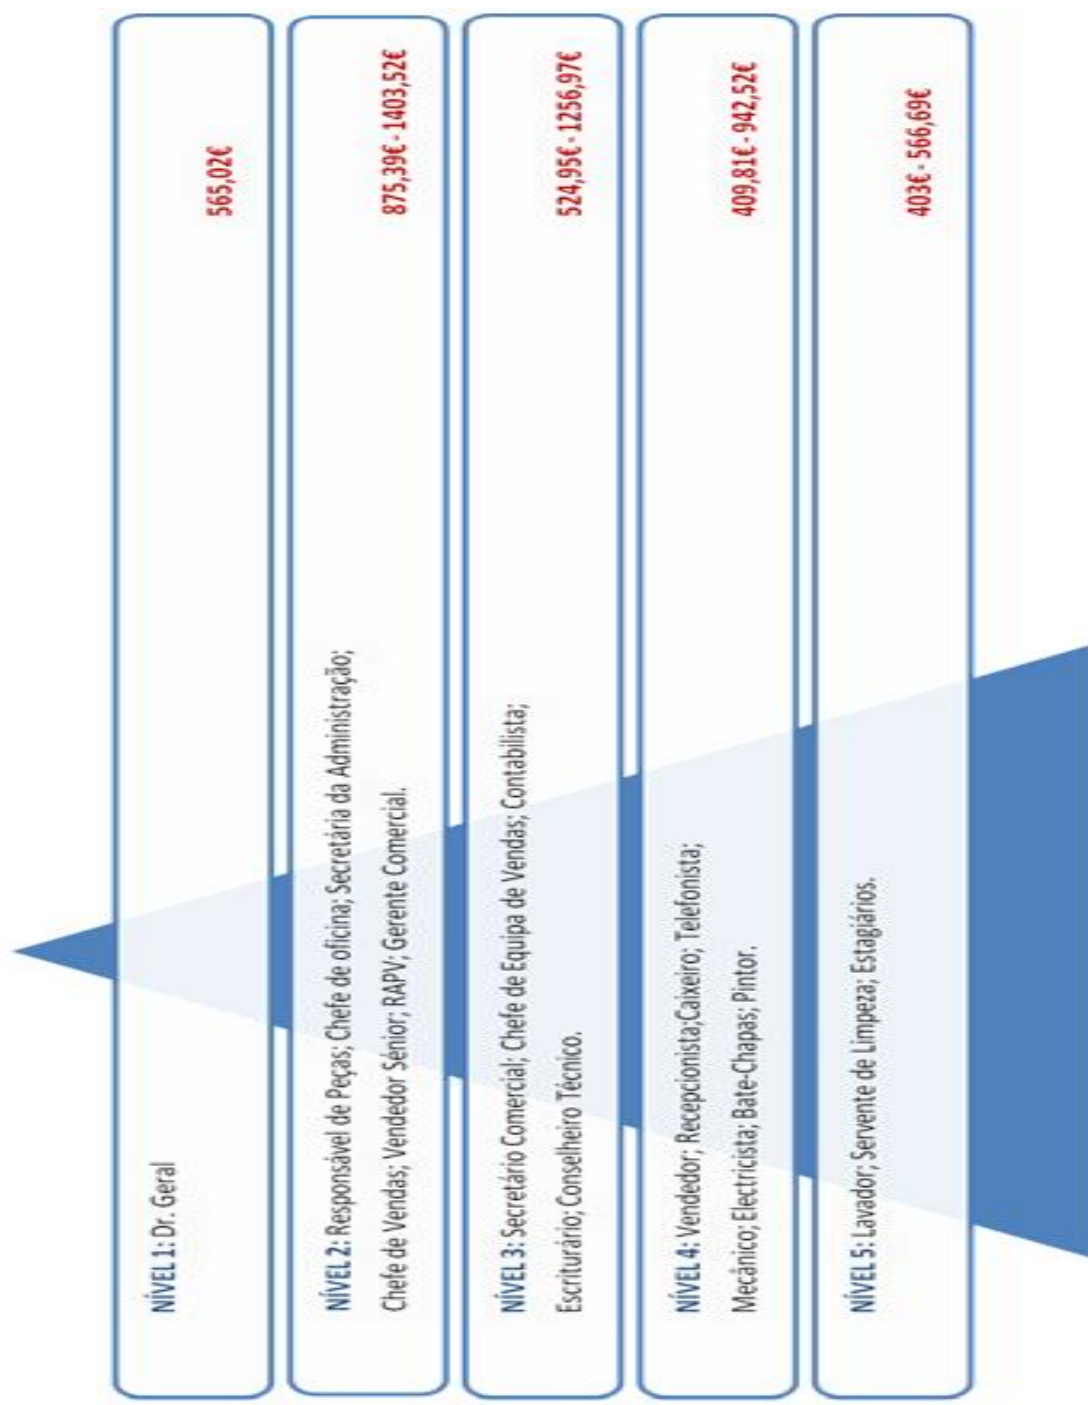 NÍVEL 1: Dr. Geral
565,02€
NÍVEL 2: Responsável de Peças; Chefe de oficina; Secretária da Administração;
Chefe de Vendas; Vendedor Sénior; RAPV; Gerente Comercial.
875,39€ - 1403,52€
NÍVEL 3: Secretário Comercial; Chefe de Equipa de Vendas; Contabilista;
Escriturário; Conselheiro Técnico.
524,95€ - 1256,97€
NÍVEL 4: Vendedor; Recepcionista;Caixeiro; Telefonista;
Mecânico; Electricista; Bate-Chapas; Pintor.
409,81€ - 942,52€
NÍVEL 5: Lavador; Servente de Limpeza; Estagiários.
403€ - 566,69€